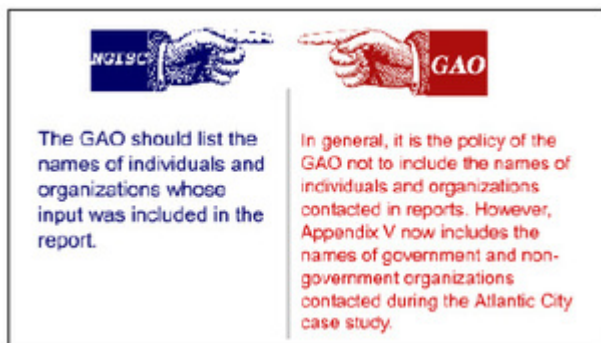 NGISC
GAO
The GAO should list the
names of individuals and
organizations whose
input was included in the
report.
In general, it is the policy of the
GAO not to include the names of
individuals and organizations
contacted in reports. However,
Appendix V now includes the
names of government and non-
government organizations
contacted during the Atlantic City
case study.